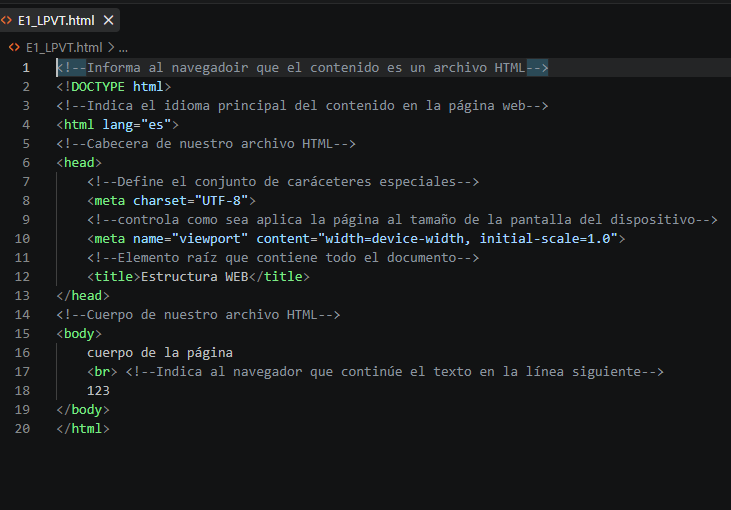 E1_LPVT.html
E1_LPVT.html > ...
1 <!--Informa al navegadoir que el contenido es un archivo HTML-->
2 <!DOCTYPE html>
3 <!--Indica el idioma principal del contenido en la página web-->
4 <html lang="es">
5 <!--Cabecera de nuestro archivo HTML-->
6 <head>
7 <!--Define el conjunto de caráceteres especiales-->
8 <meta charset="UTF-8">
9 <!--controla como sea aplica la página al tamaño de la pantalla del dispositivo-->
10 <meta name="viewport" content="width=device-width, initial-scale=1.0">
11 <!--Elemento raíz que contiene todo el documento-->
12 <title>Estructura WEB</title>
13 </head>
14 <!--Cuerpo de nuestro archivo HTML-->
15 <body>
16 cuerpo de la página
17 <br> <!--Indica al navegador que continúe el texto en la línea siguiente-->
18 123
19 </body>
20 </html>